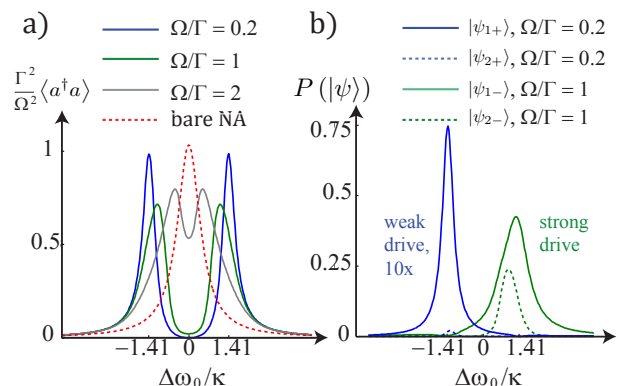 a)
Ω/Γ = 0.2
Ω/Γ = 1
Ω/Γ = 2
bare NA
Γ²/Ω² ⟨a†a⟩
1
0.5
0
−1.41 0 1.41
Δω₀/κ
b)
|ψ₁₊⟩, Ω/Γ = 0.2
|ψ₂₊⟩, Ω/Γ = 0.2
|ψ₁₋⟩, Ω/Γ = 1
|ψ₂₋⟩, Ω/Γ = 1
P (|ψ⟩)
0.75
0.25
0
weak
drive,
10x
strong
drive
−1.41 0 1.41
Δω₀/κ